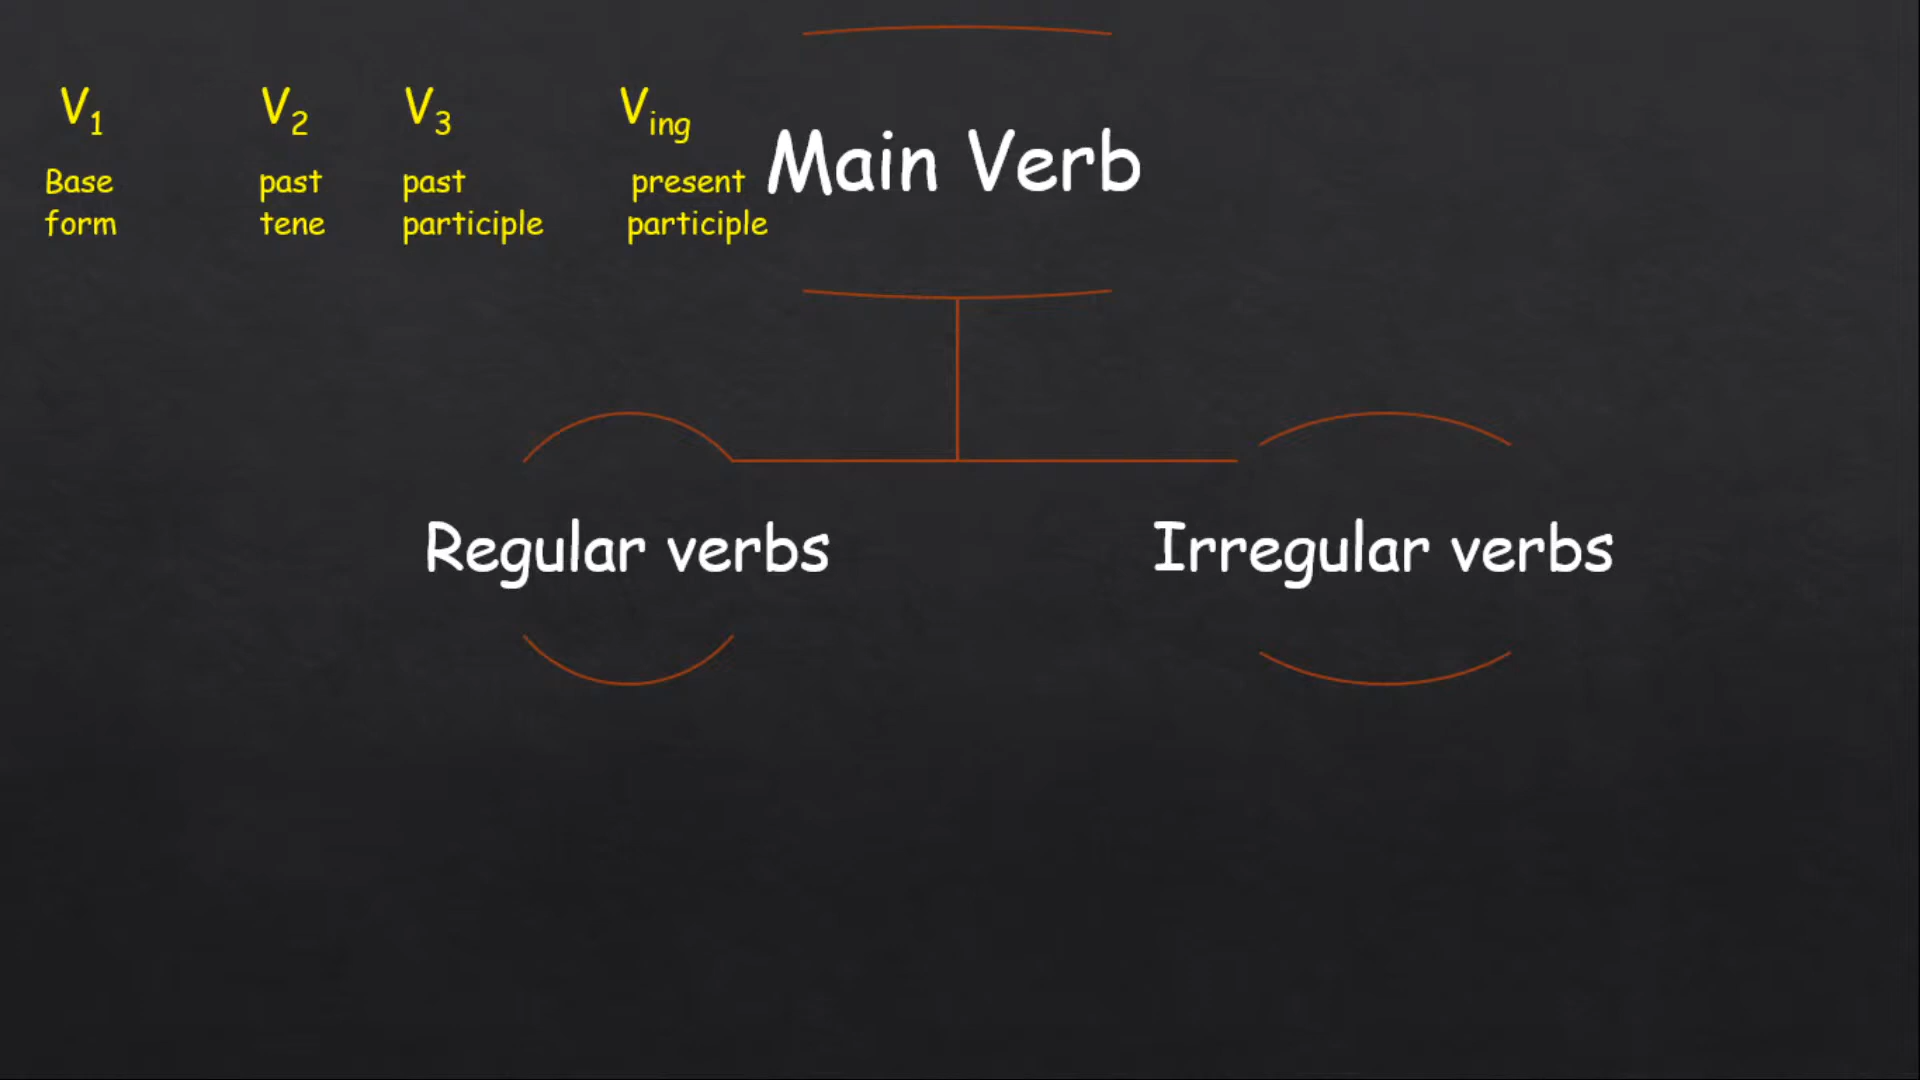 V1 V2 V3 Ving
Base form
past tene
past participle
present participle
Main Verb
Regular verbs
Irregular verbs